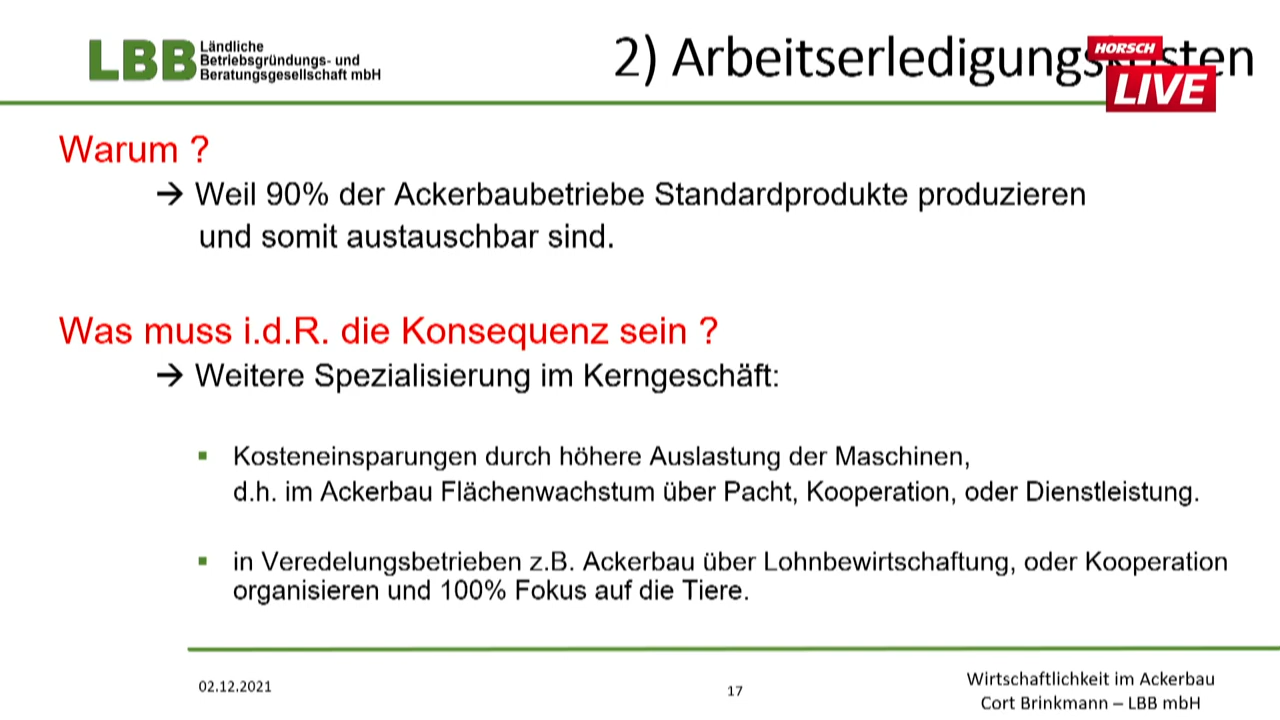 LBB
Ländliche
Betriebsgründungs- und
Beratungsgesellschaft mbH
2) Arbeitserledigungskosten
HORSCH
LIVE
Warum ?
→ Weil 90% der Ackerbaubetriebe Standardprodukte produzieren
und somit austauschbar sind.
Was muss i.d.R. die Konsequenz sein ?
→ Weitere Spezialisierung im Kerngeschäft:
▪ Kosteneinsparungen durch höhere Auslastung der Maschinen,
d.h. im Ackerbau Flächenwachstum über Pacht, Kooperation, oder Dienstleistung.
▪ in Veredelungsbetrieben z.B. Ackerbau über Lohnbewirtschaftung, oder Kooperation
organisieren und 100% Fokus auf die Tiere.
02.12.2021
17
Wirtschaftlichkeit im Ackerbau
Cort Brinkmann – LBB mbH